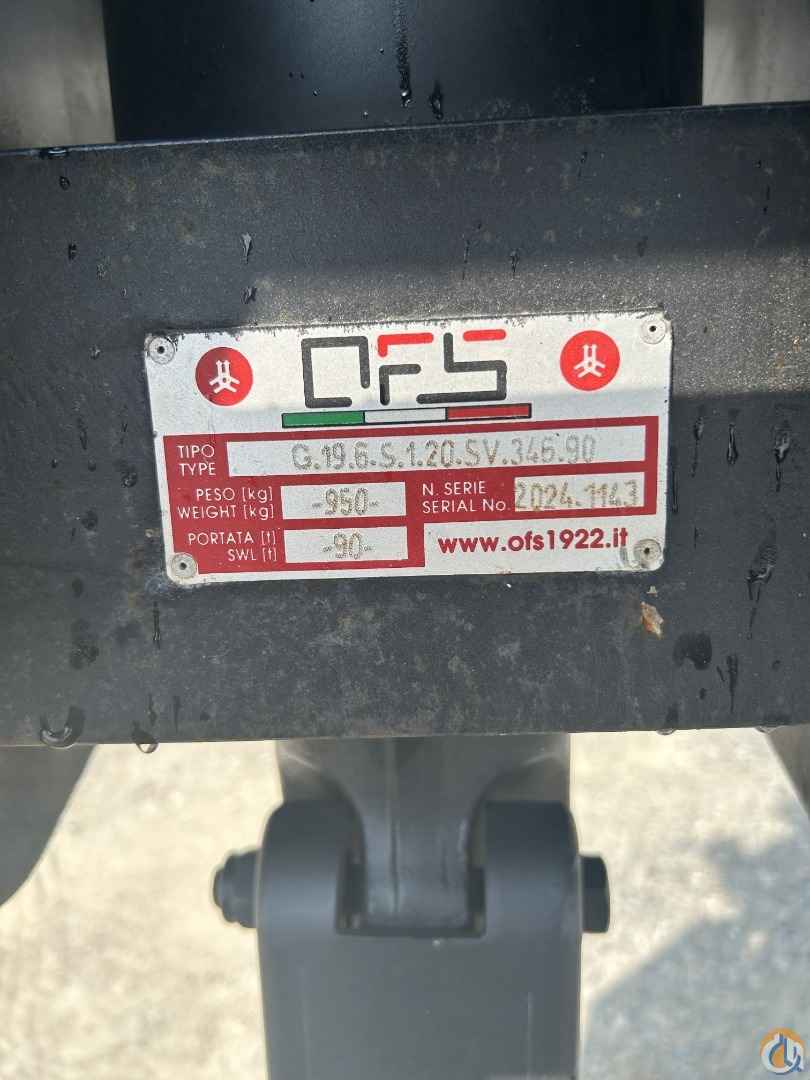 OFS
TIPO
TYPE
G.19.6.S.1.20.SV.346.90
PESO [kg]
WEIGHT [kg]
-950-
N. SERIE
SERIAL No.
2024.1143
PORTATA [t]
SWL [t]
-90-
www.ofs1922.it